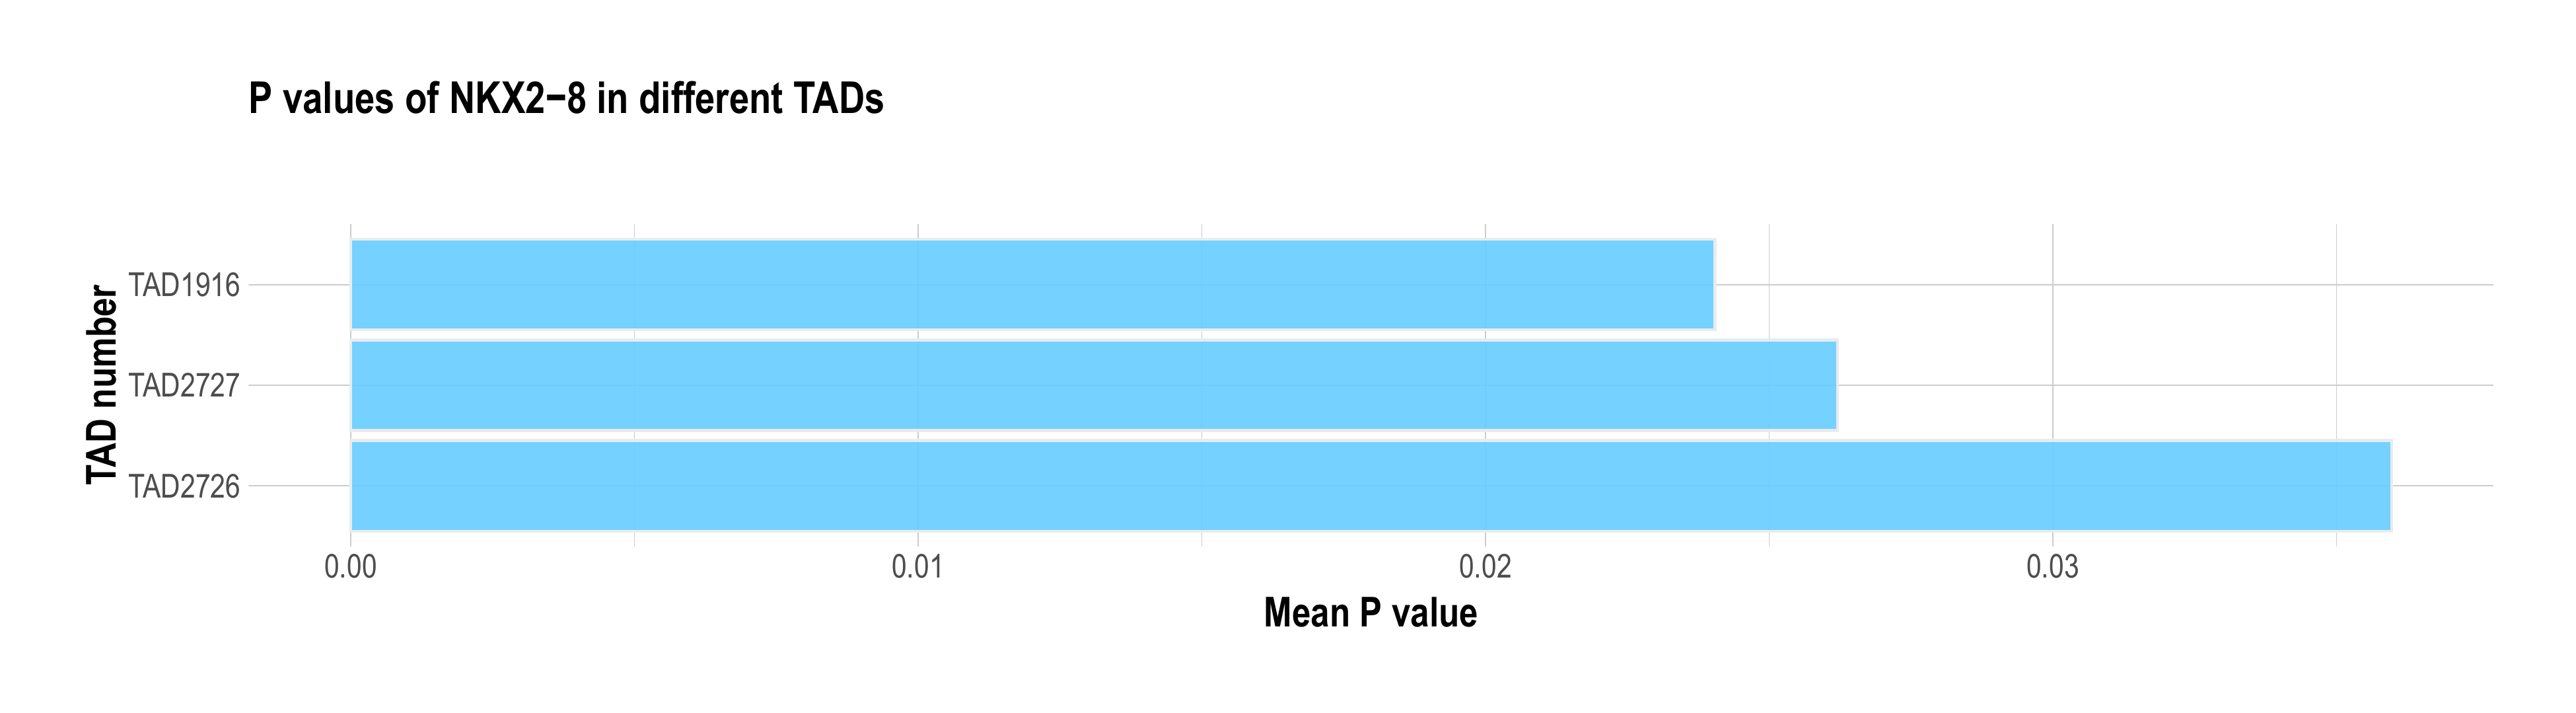 P values of NKX2−8 in different TADs
TAD number
TAD1916
TAD2727
TAD2726
0.00 0.01 0.02 0.03
Mean P value